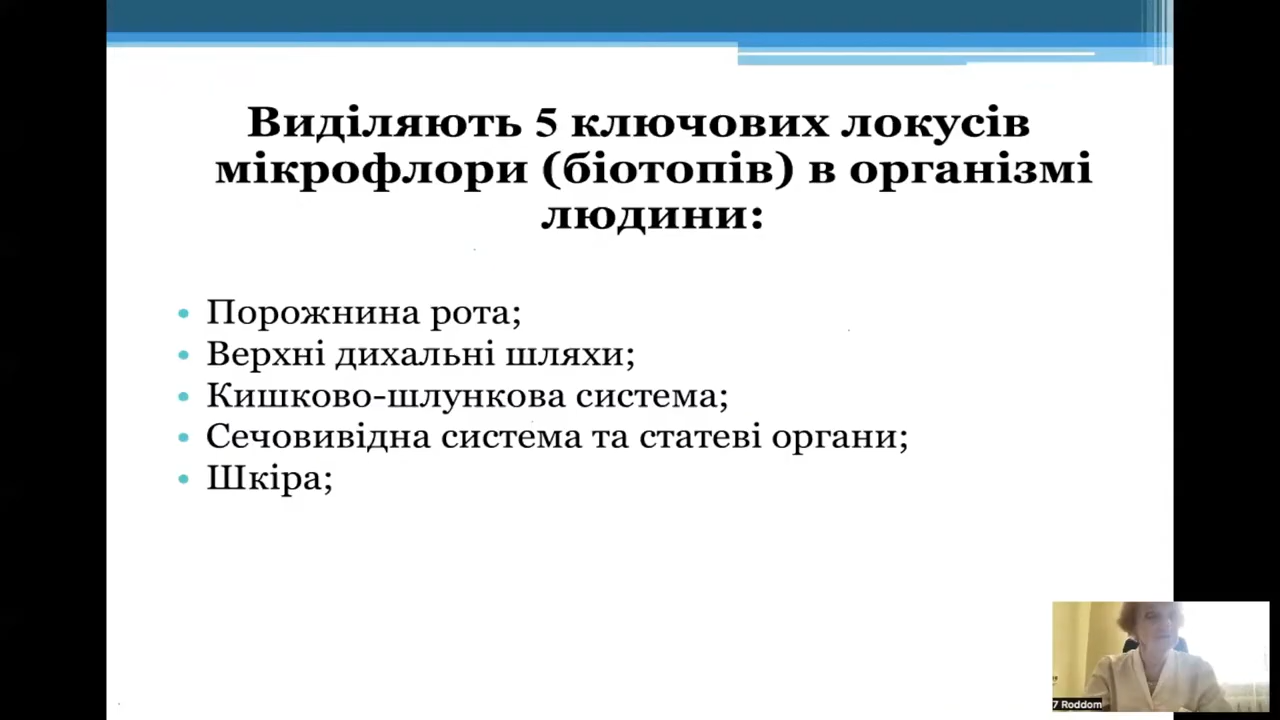 Виділяють 5 ключових локусів
мікрофлори (біотопів) в організмі
людини:
• Порожнина рота;
• Верхні дихальні шляхи;
• Кишково-шлункова система;
• Сечовивідна система та статеві органи;
• Шкіра;
7 Roddom